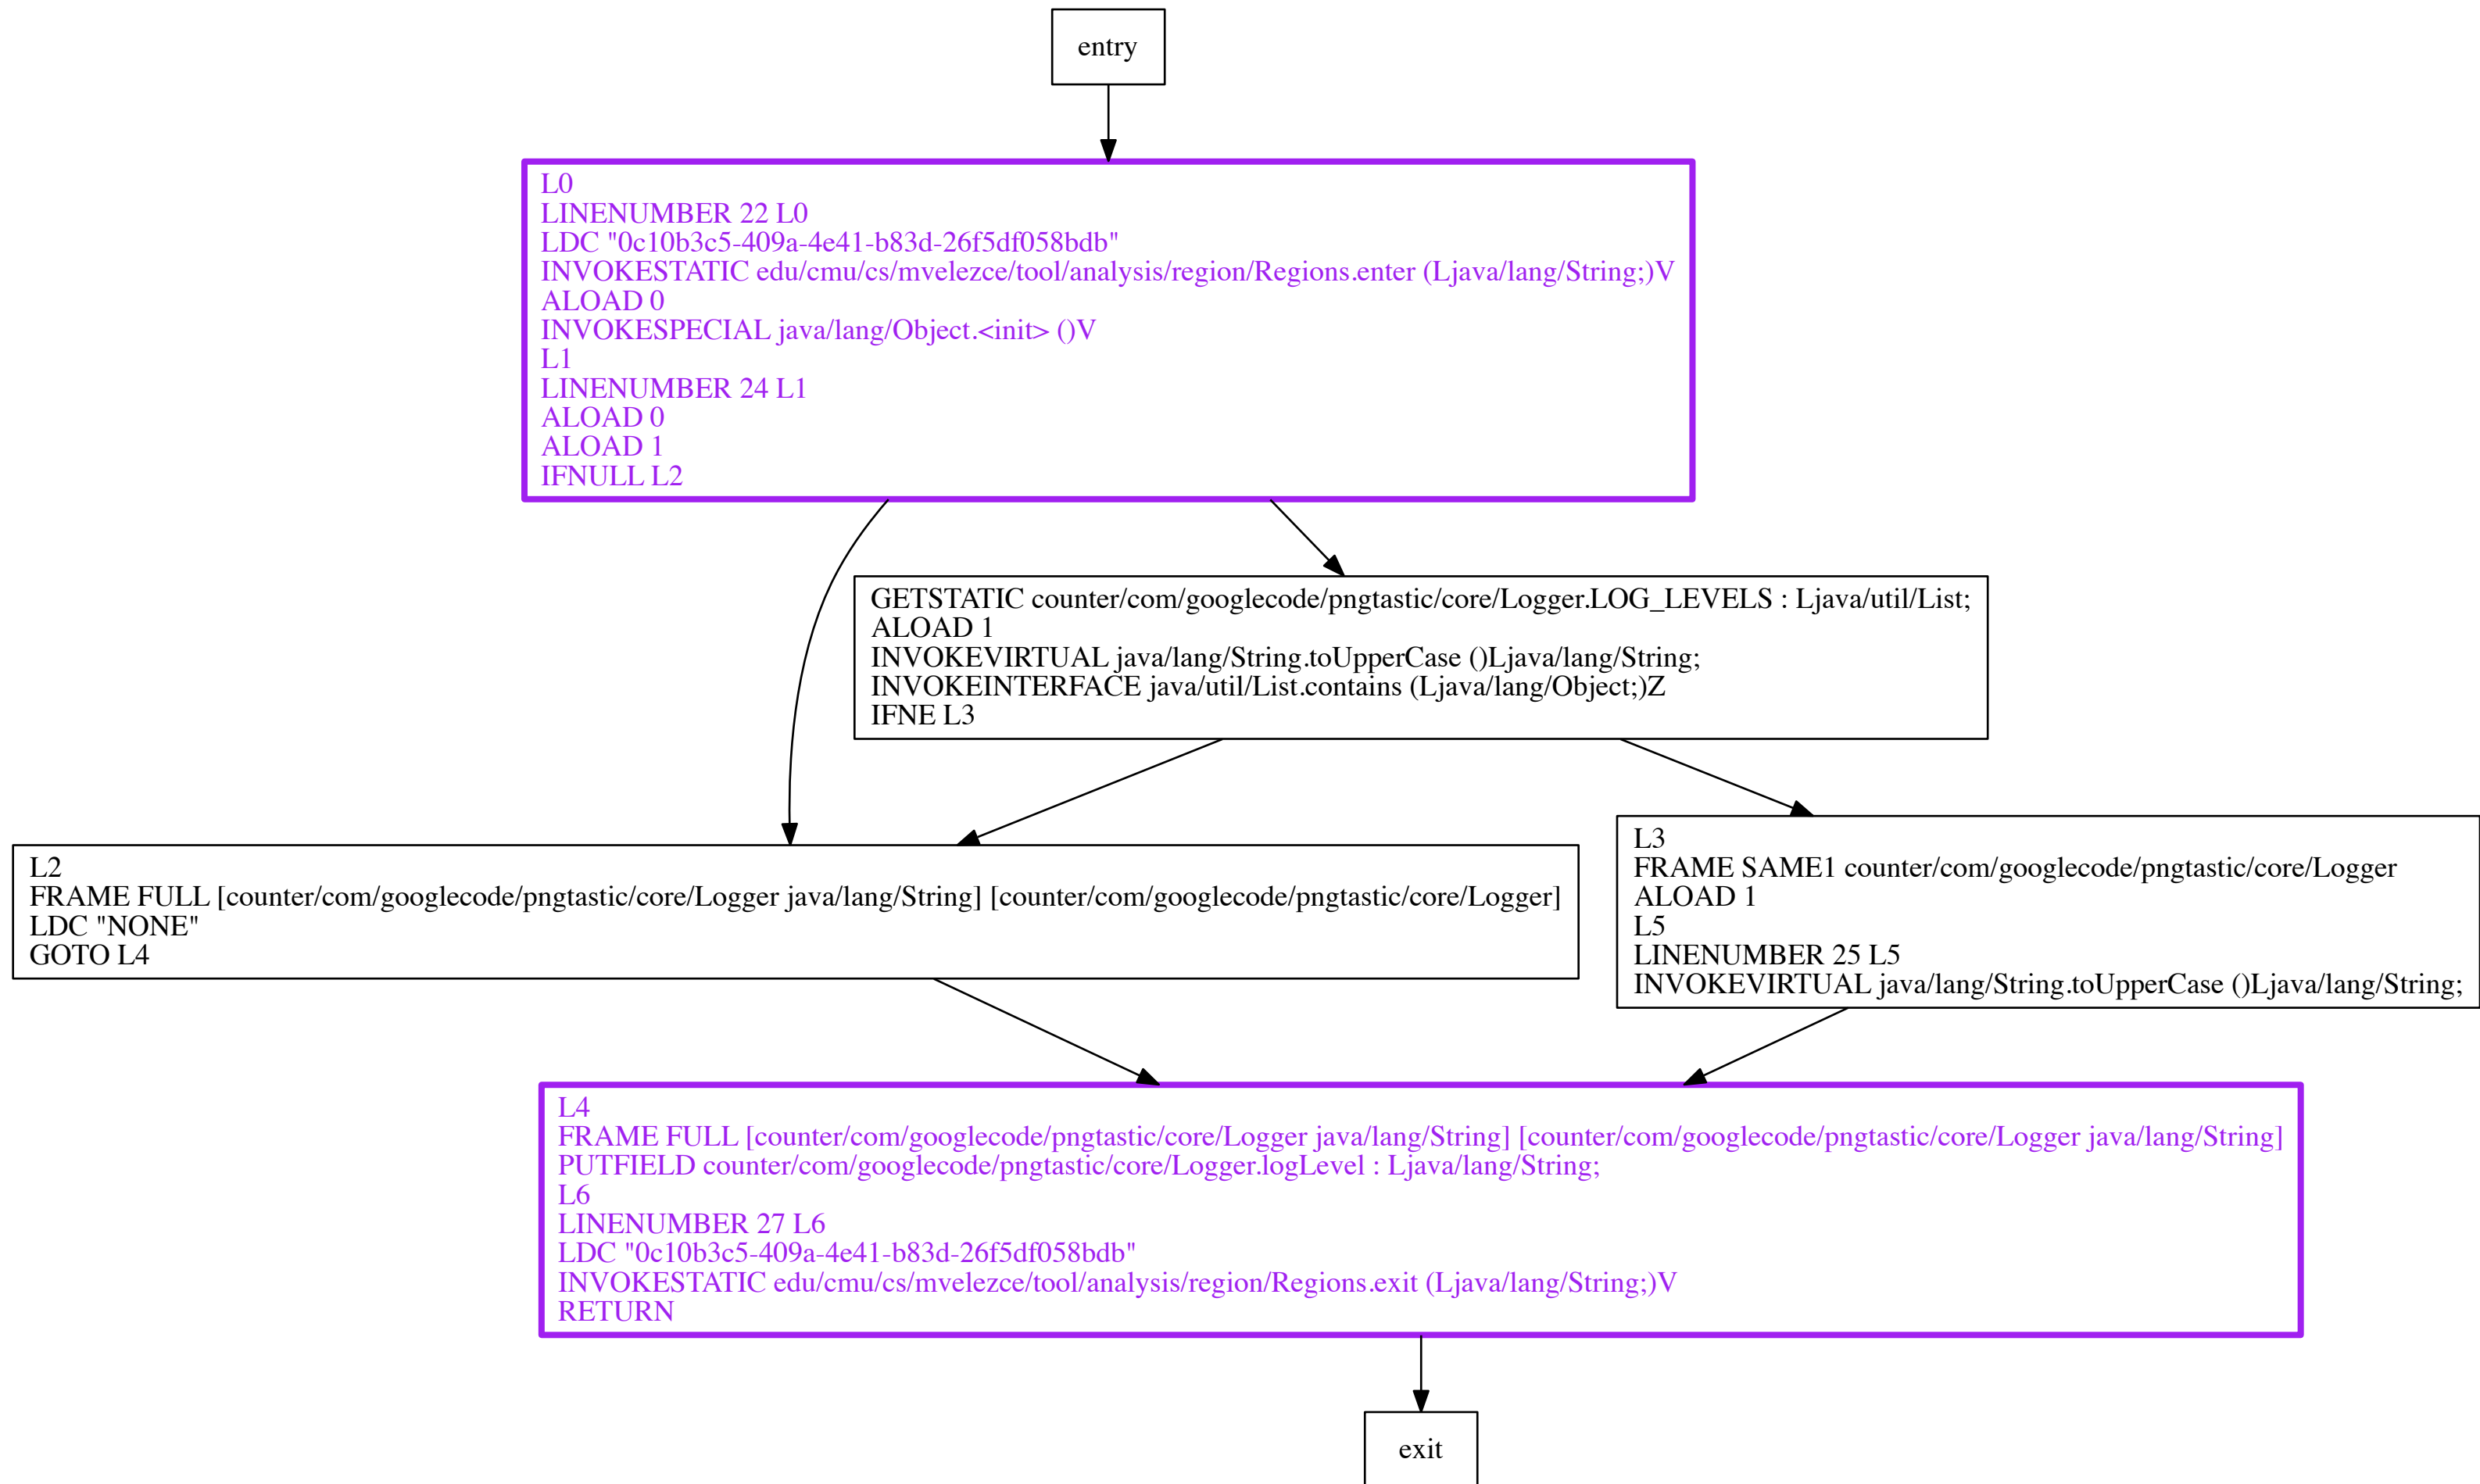 entry
L0
LINENUMBER 22 L0
LDC "0c10b3c5-409a-4e41-b83d-26f5df058bdb"
INVOKESTATIC edu/cmu/cs/mvelezce/tool/analysis/region/Regions.enter (Ljava/lang/String;)V
ALOAD 0
INVOKESPECIAL java/lang/Object.<init> ()V
L1
LINENUMBER 24 L1
ALOAD 0
ALOAD 1
IFNULL L2
GETSTATIC counter/com/googlecode/pngtastic/core/Logger.LOG_LEVELS : Ljava/util/List;
ALOAD 1
INVOKEVIRTUAL java/lang/String.toUpperCase ()Ljava/lang/String;
INVOKEINTERFACE java/util/List.contains (Ljava/lang/Object;)Z
IFNE L3
L2
FRAME FULL [counter/com/googlecode/pngtastic/core/Logger java/lang/String] [counter/com/googlecode/pngtastic/core/Logger]
LDC "NONE"
GOTO L4
L3
FRAME SAME1 counter/com/googlecode/pngtastic/core/Logger
ALOAD 1
L5
LINENUMBER 25 L5
INVOKEVIRTUAL java/lang/String.toUpperCase ()Ljava/lang/String;
L4
FRAME FULL [counter/com/googlecode/pngtastic/core/Logger java/lang/String] [counter/com/googlecode/pngtastic/core/Logger java/lang/String]
PUTFIELD counter/com/googlecode/pngtastic/core/Logger.logLevel : Ljava/lang/String;
L6
LINENUMBER 27 L6
LDC "0c10b3c5-409a-4e41-b83d-26f5df058bdb"
INVOKESTATIC edu/cmu/cs/mvelezce/tool/analysis/region/Regions.exit (Ljava/lang/String;)V
RETURN
exit